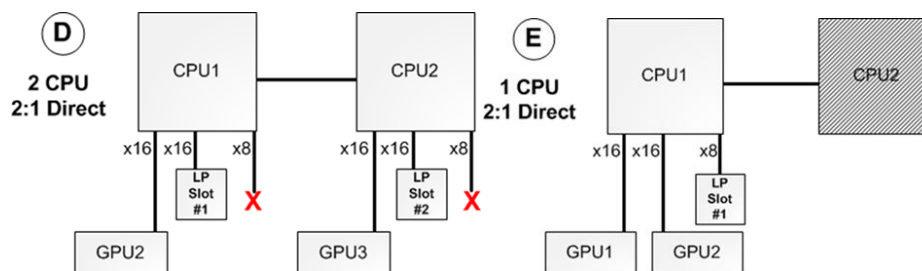 D
2 CPU
2:1 Direct
CPU1
CPU2
x16
x16
x8
x16
x16
x8
LP
Slot
#1
X
LP
Slot
#2
X
GPU2
GPU3
E
1 CPU
2:1 Direct
CPU1
CPU2
x16
x16
x8
LP
Slot
#1
GPU1
GPU2